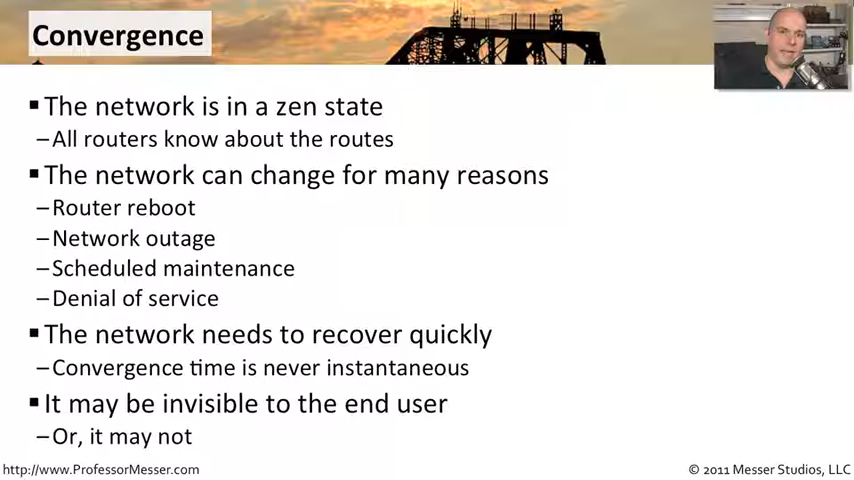 Convergence
▪The network is in a zen state
–All routers know about the routes
▪The network can change for many reasons
–Router reboot
–Network outage
–Scheduled maintenance
–Denial of service
▪The network needs to recover quickly
–Convergence time is never instantaneous
▪It may be invisible to the end user
–Or, it may not
http://www.ProfessorMesser.com
© 2011 Messer Studios, LLC